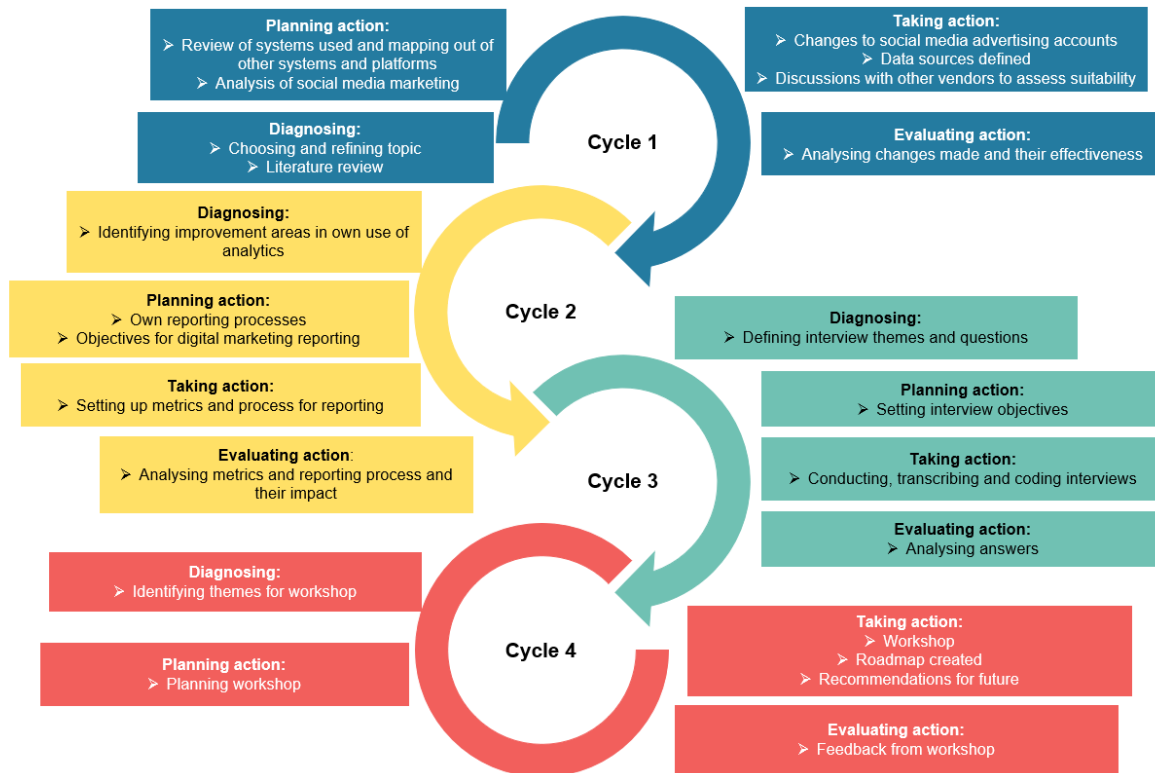 Planning action:
➢ Review of systems used and mapping out of
other systems and platforms
➢ Analysis of social media marketing
Diagnosing:
➢ Choosing and refining topic
➢ Literature review
Cycle 1
Taking action:
➢ Changes to social media advertising accounts
➢ Data sources defined
➢ Discussions with other vendors to assess suitability
Evaluating action:
➢ Analysing changes made and their effectiveness
Diagnosing:
➢ Identifying improvement areas in own use of
analytics
Planning action:
➢ Own reporting processes
➢ Objectives for digital marketing reporting
Taking action:
➢ Setting up metrics and process for reporting
Evaluating action:
➢ Analysing metrics and reporting process and
their impact
Cycle 2
Diagnosing:
➢ Defining interview themes and questions
Planning action:
➢ Setting interview objectives
Taking action:
➢ Conducting, transcribing and coding interviews
Evaluating action:
➢ Analysing answers
Cycle 3
Diagnosing:
➢ Identifying themes for workshop
Planning action:
➢ Planning workshop
Cycle 4
Taking action:
➢ Workshop
➢ Roadmap created
➢ Recommendations for future
Evaluating action:
➢ Feedback from workshop